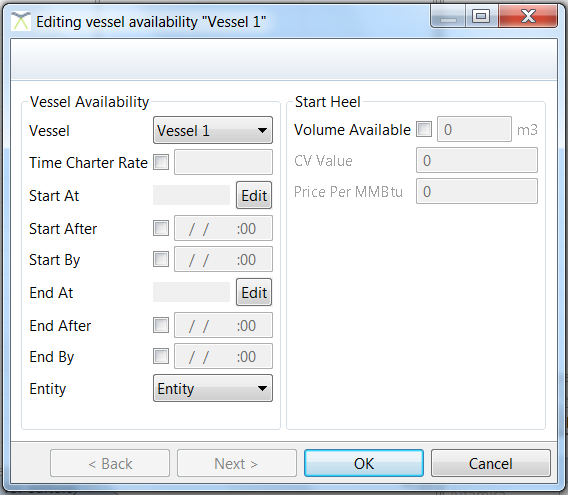 Editing vessel availability "Vessel 1"
Vessel Availability
Vessel Vessel 1
Time Charter Rate
Start At Edit
Start After / / :00
Start By / / :00
End At Edit
End After / / :00
End By / / :00
Entity Entity
Start Heel
Volume Available 0 m3
CV Value 0
Price Per MMBtu 0
< Back Next > OK Cancel